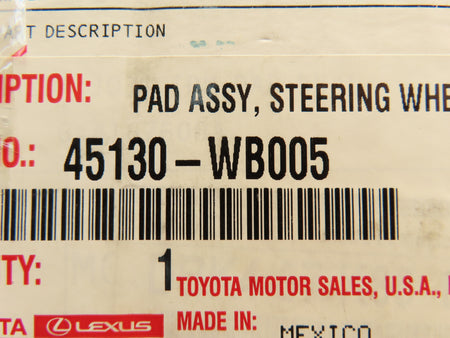 ART DESCRIPTION
IPTION: PAD ASSY, STEERING WHE
O.: 45130-WB005
TY: 1 TOYOTA MOTOR SALES, U.S.A.,
TA LEXUS MADE IN: MEXICO